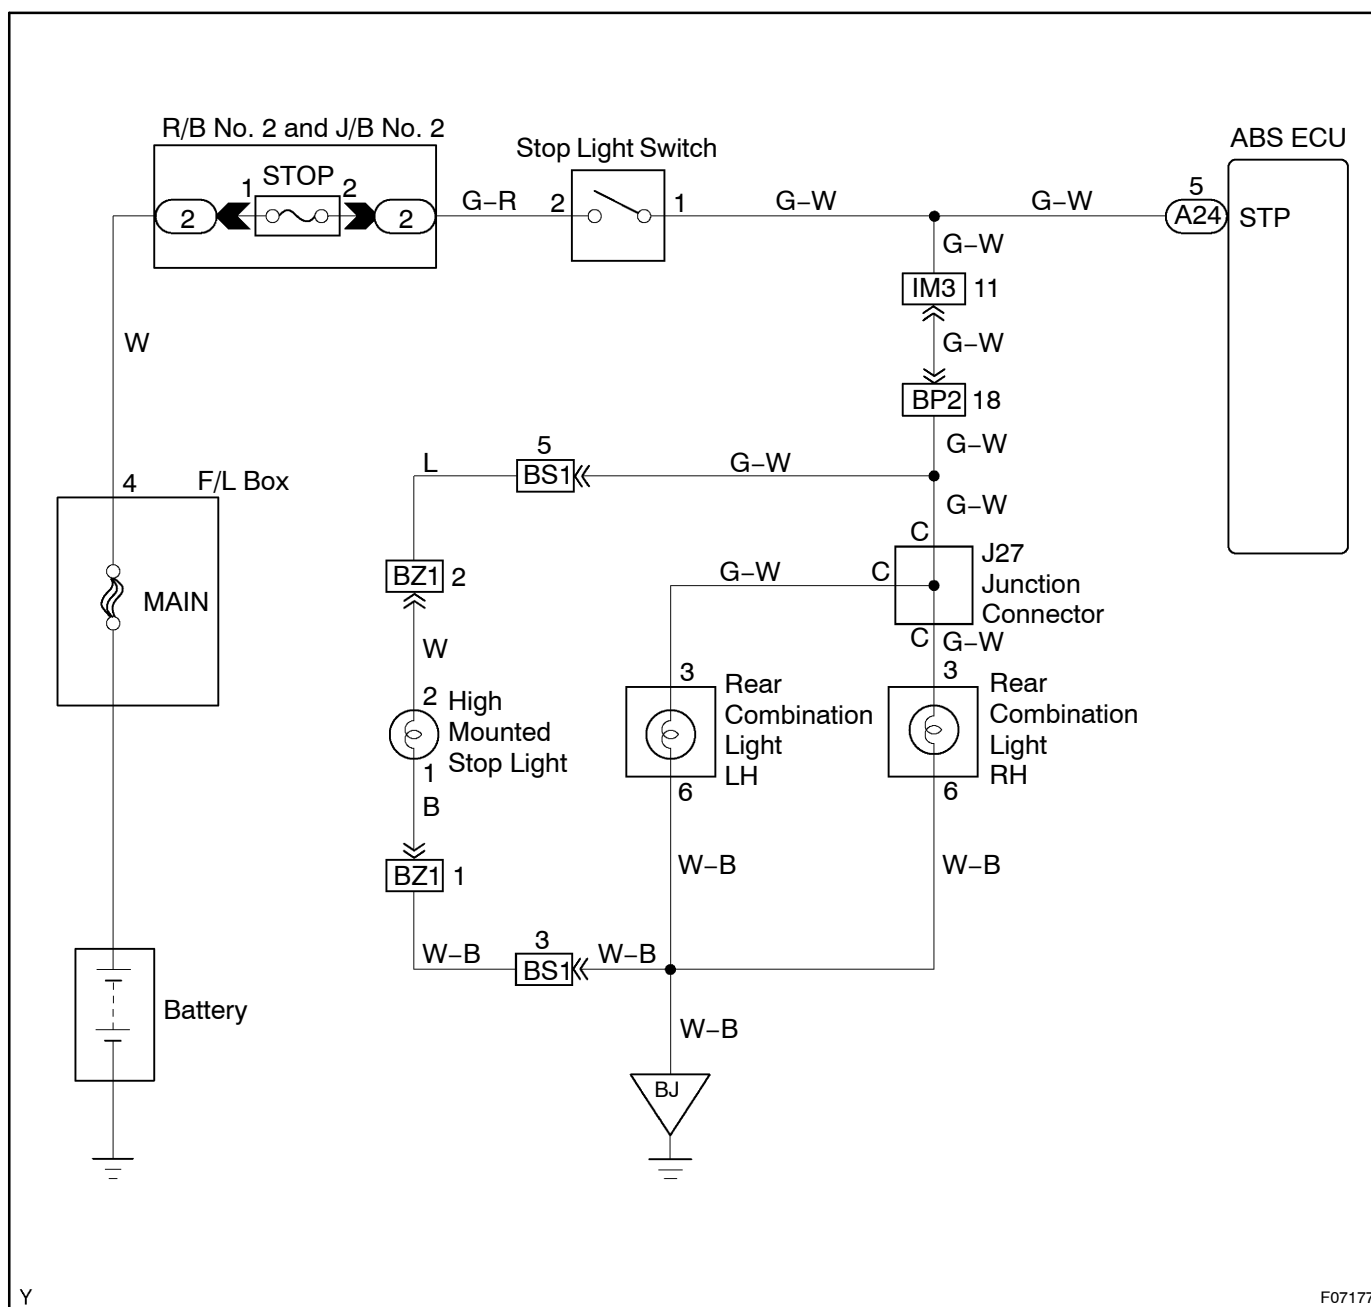 R/B No. 2 and J/B No. 2
Stop Light Switch
ABS ECU
1 STOP 2
2
2
G–R
2
1
G–W
G–W
5
A24
STP
G–W
IM3 11
W
G–W
BP2 18
G–W
5
L
BS1
G–W
4
F/L Box
G–W
C
J27
Junction
Connector
C
G–W
BZ1 2
MAIN
C
G–W
W
3
Rear
Combination
Light
LH
3
Rear
Combination
Light
RH
2
High
Mounted
Stop Light
1
6
6
B
W–B
W–B
BZ1 1
3
W–B
BS1
W–B
Battery
W–B
BJ
Y
F07177